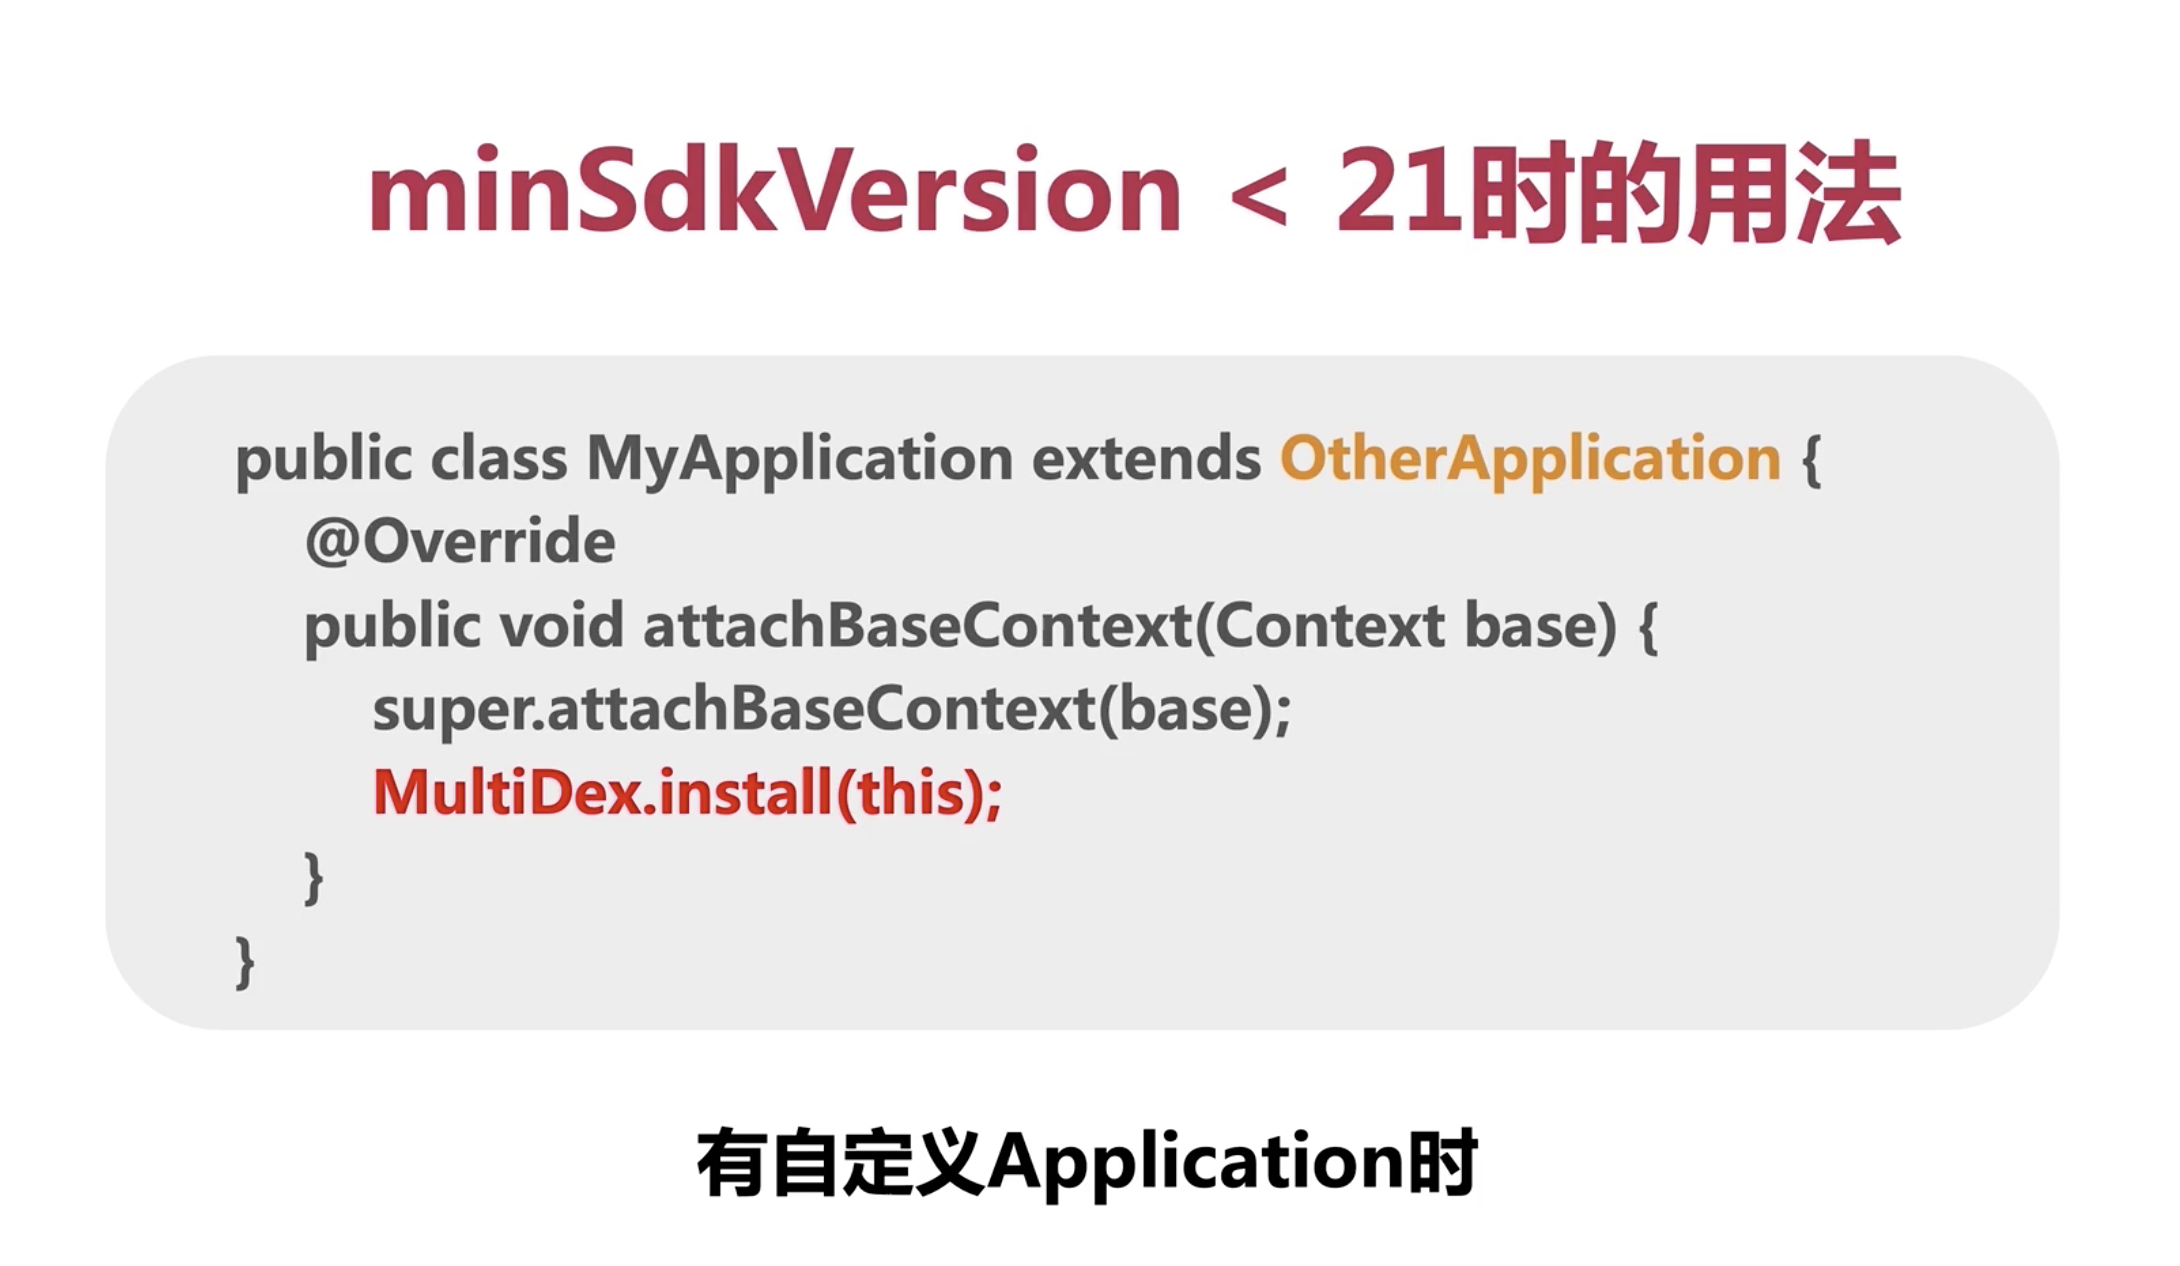 minSdkVersion < 21时的用法
public class MyApplication extends OtherApplication {
@Override
public void attachBaseContext(Context base) {
super.attachBaseContext(base);
MultiDex.install(this);
}
}
有自定义Application时